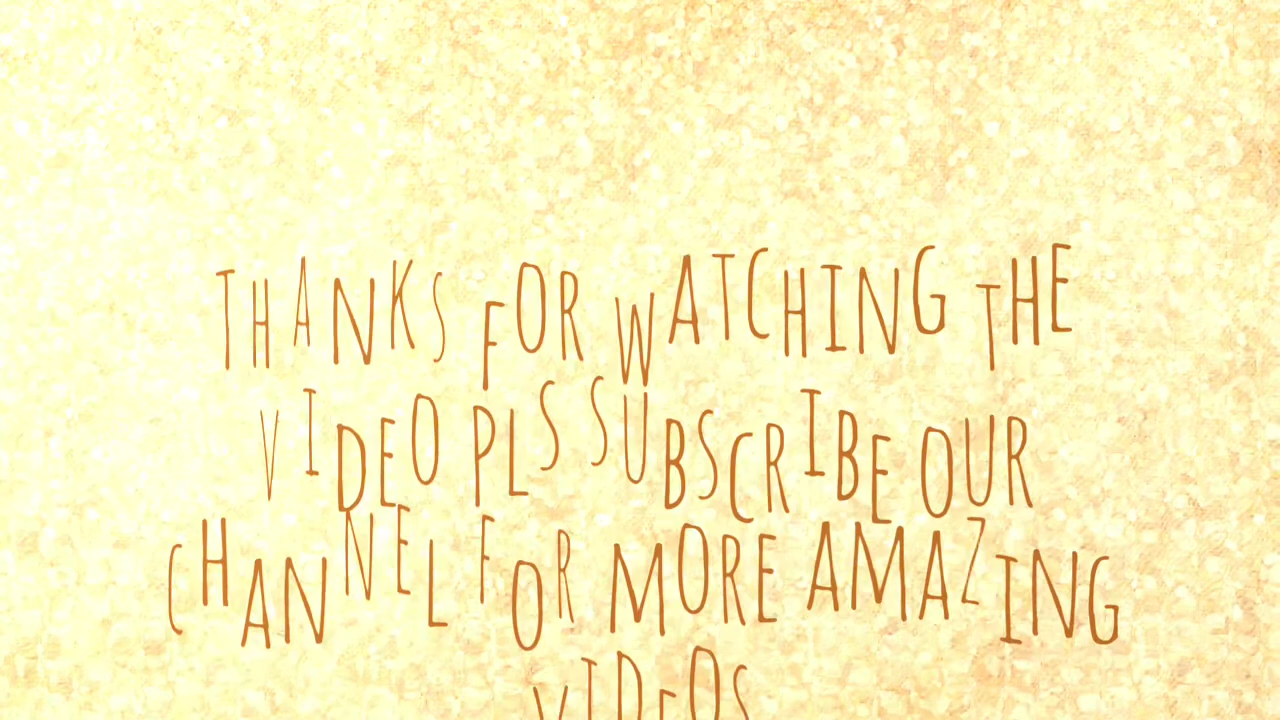 THANKS FOR WATCHING THE
VIDEO PLS SUBSCRIBE OUR
CHANNEL FOR MORE AMAZING
VIDEOS